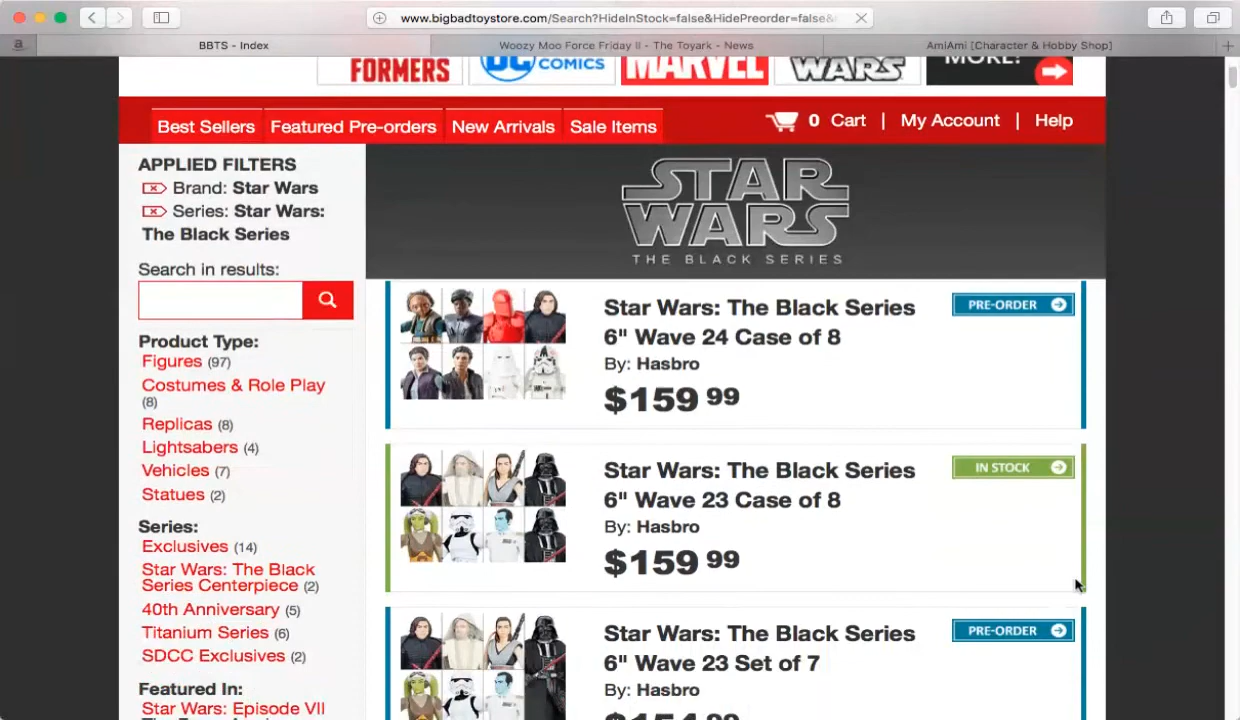 www.bigbadtoystore.com/Search?HideInStock=false&HidePreorder=false&
BBTS - Index
Woozy Moo Force Friday II - The Toyark - News
AmiAmi [Character & Hobby Shop]
FORMERS
COMICS
MARVEL
WARS
MORE!
Best Sellers
Featured Pre-orders
New Arrivals
Sale Items
0 Cart | My Account | Help
APPLIED FILTERS
Brand: Star Wars
Series: Star Wars:
The Black Series
Search in results:
Product Type:
Figures (97)
Costumes & Role Play
(8)
Replicas (8)
Lightsabers (4)
Vehicles (7)
Statues (2)
Series:
Exclusives (14)
Star Wars: The Black
Series Centerpiece (2)
40th Anniversary (5)
Titanium Series (6)
SDCC Exclusives (2)
Featured In:
Star Wars: Episode VII
STAR
WARS
THE BLACK SERIES
Star Wars: The Black Series
6" Wave 24 Case of 8
By: Hasbro
$159 99
PRE-ORDER
Star Wars: The Black Series
6" Wave 23 Case of 8
By: Hasbro
$159 99
IN STOCK
Star Wars: The Black Series
6" Wave 23 Set of 7
By: Hasbro
$154 99
PRE-ORDER